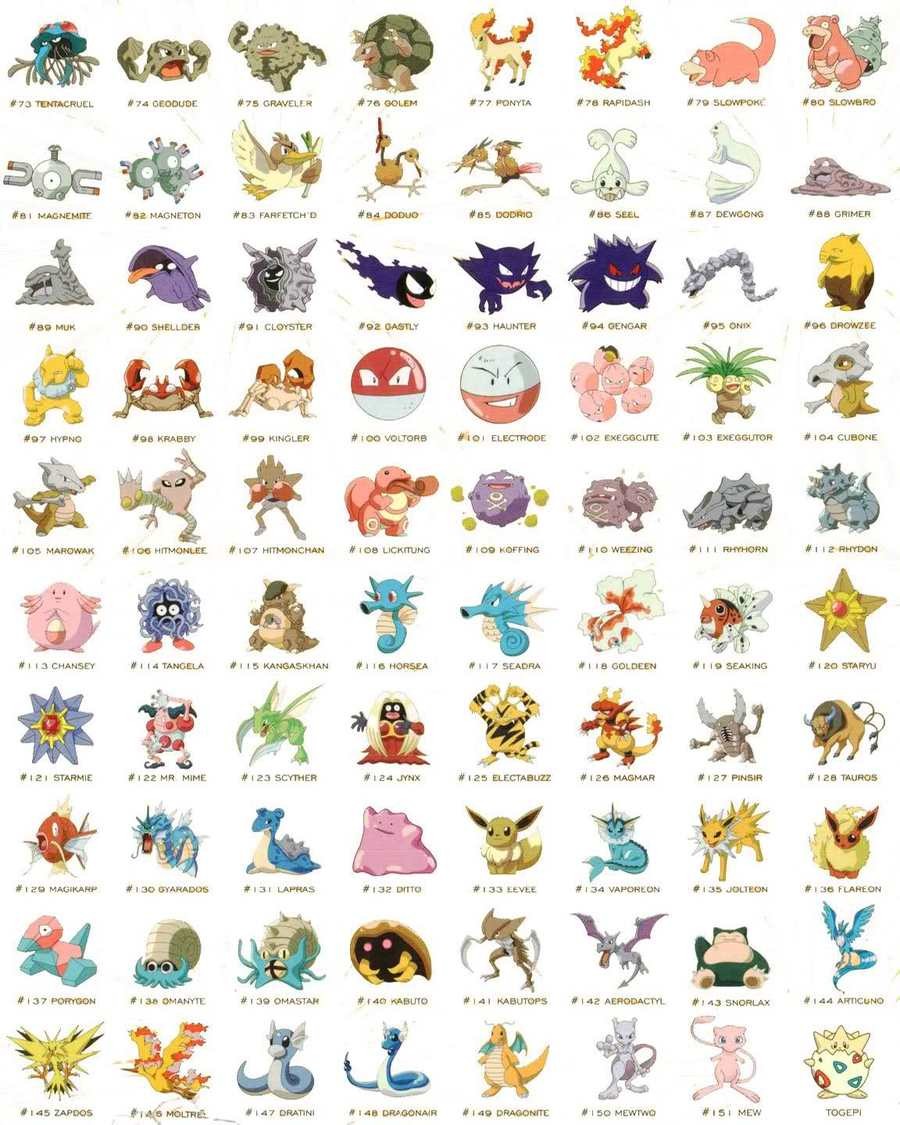 #73 TENTACRUEL
#74 GEODUDE
#75 GRAVELER
#76 GOLEM
#77 PONYTA
#78 RAPIDASH
#79 SLOWPOKÉ
#80 SLOWBRO
#81 MAGNEMITE
#82 MAGNETON
#83 FARFETCH'D
#84 DODUO
#85 DODRIO
#86 SEEL
#87 DEWGONG
#88 GRIMER
#89 MUK
#90 SHELLDER
#91 CLOYSTER
#92 GASTLY
#93 HAUNTER
#94 GENGAR
#95 ONIX
#96 DROWZEE
#97 HYPNO
#98 KRABBY
#99 KINGLER
#100 VOLTORB
#101 ELECTRODE
#102 EXEGGCUTE
#103 EXEGGUTOR
#104 CUBONE
#105 MAROWAK
#106 HITMONLEE
#107 HITMONCHAN
#108 LICKITUNG
#109 KOFFING
#110 WEEZING
#111 RHYHORN
#112 RHYDON
#113 CHANSEY
#114 TANGELA
#115 KANGASKHAN
#116 HORSEA
#117 SEADRA
#118 GOLDEEN
#119 SEAKING
#120 STARYU
#121 STARMIE
#122 MR. MIME
#123 SCYTHER
#124 JYNX
#125 ELECTABUZZ
#126 MAGMAR
#127 PINSIR
#128 TAUROS
#129 MAGIKARP
#130 GYARADOS
#131 LAPRAS
#132 DITTO
#133 EEVEE
#134 VAPOREON
#135 JOLTEON
#136 FLAREON
#137 PORYGON
#138 OMANYTE
#139 OMASTAR
#140 KABUTO
#141 KABUTOPS
#142 AERODACTYL
#143 SNORLAX
#144 ARTICUNO
#145 ZAPDOS
#146 MOLTRES
#147 DRATINI
#148 DRAGONAIR
#149 DRAGONITE
#150 MEWTWO
#151 MEW
TOGEPI